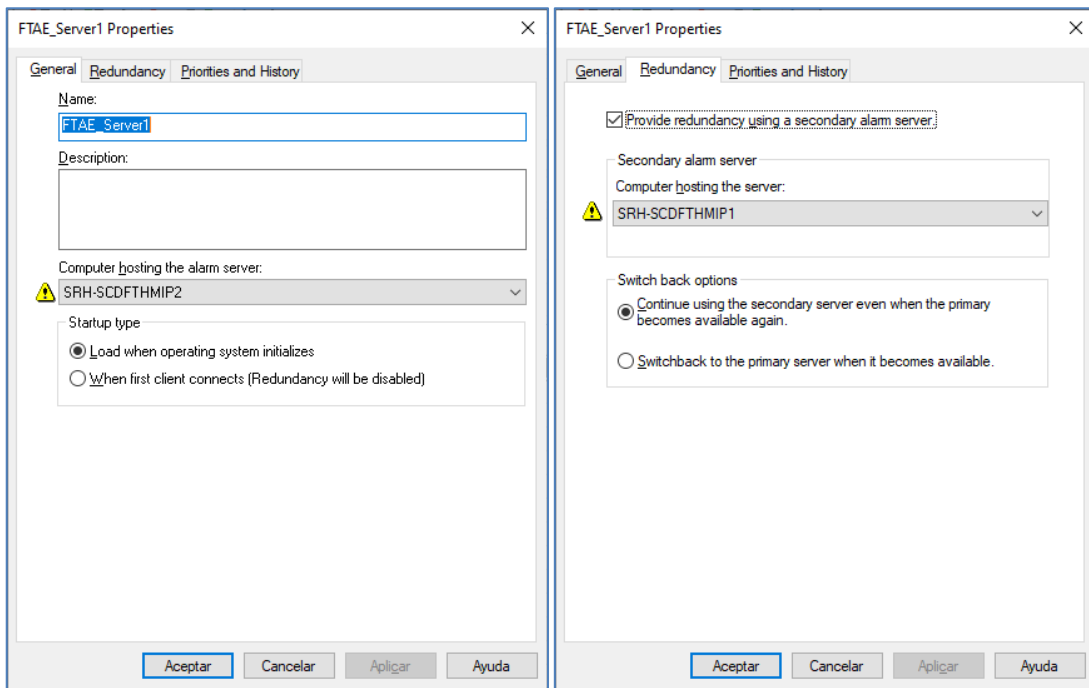 FTAE_Server1 Properties
General Redundancy Priorities and History
Name:
FTAE_Server1
Description:
Computer hosting the alarm server:
SRH-SCDFTHMIP2
Startup type
Load when operating system initializes
When first client connects (Redundancy will be disabled)
Aceptar Cancelar Aplicar Ayuda
FTAE_Server1 Properties
General Redundancy Priorities and History
Provide redundancy using a secondary alarm server.
Secondary alarm server
Computer hosting the server:
SRH-SCDFTHMIP1
Switch back options
Continue using the secondary server even when the primary
becomes available again.
Switchback to the primary server when it becomes available.
Aceptar Cancelar Aplicar Ayuda